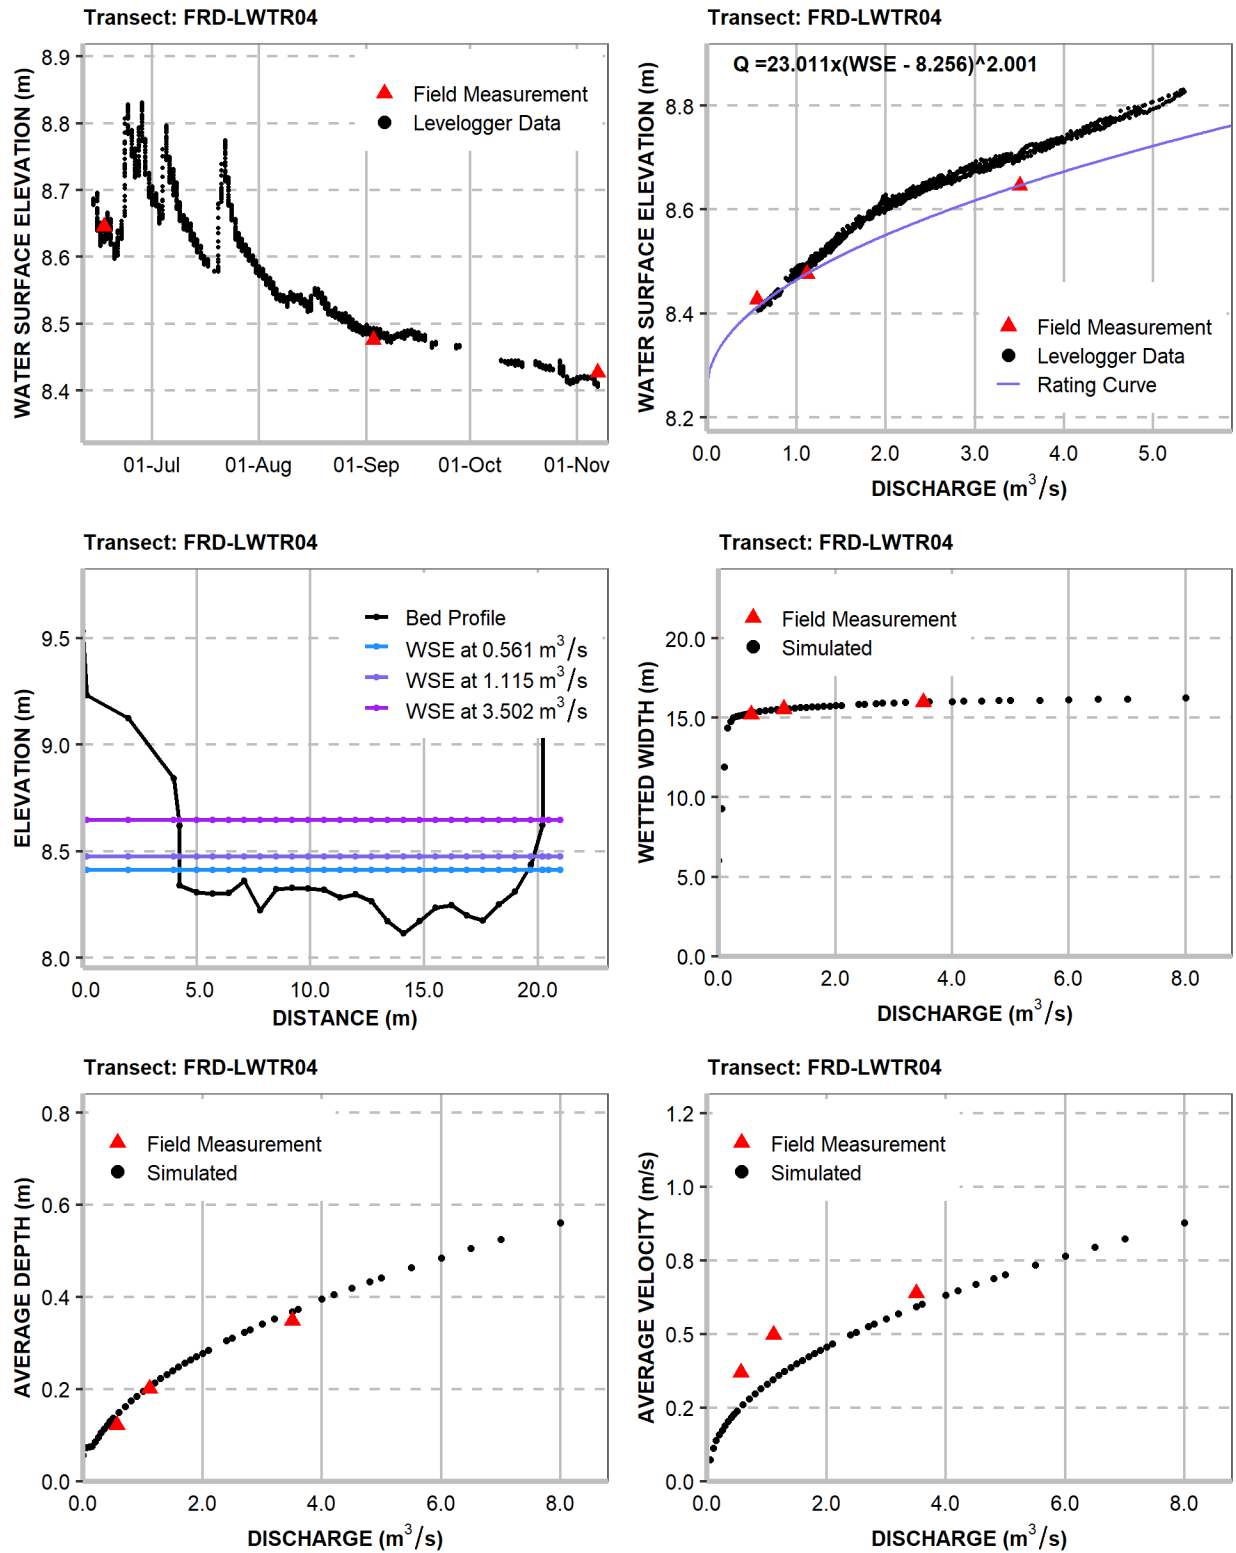 Transect: FRD-LWTR04
WATER SURFACE ELEVATION (m)
8.9
8.8
8.7
8.6
8.5
8.4
Field Measurement
Levelogger Data
01-Jul
01-Aug
01-Sep
01-Oct
01-Nov
Transect: FRD-LWTR04
Q =23.011x(WSE - 8.256)^2.001
WATER SURFACE ELEVATION (m)
8.8
8.6
8.4
8.2
Field Measurement
Levelogger Data
Rating Curve
0.0
1.0
2.0
3.0
4.0
5.0
DISCHARGE (m³/s)
Transect: FRD-LWTR04
ELEVATION (m)
9.5
9.0
8.5
8.0
Bed Profile
WSE at 0.561 m³/s
WSE at 1.115 m³/s
WSE at 3.502 m³/s
0.0
5.0
10.0
15.0
20.0
DISTANCE (m)
Transect: FRD-LWTR04
WETTED WIDTH (m)
20.0
15.0
10.0
5.0
0.0
Field Measurement
Simulated
0.0
2.0
4.0
6.0
8.0
DISCHARGE (m³/s)
Transect: FRD-LWTR04
AVERAGE DEPTH (m)
0.8
0.6
0.4
0.2
0.0
Field Measurement
Simulated
0.0
2.0
4.0
6.0
8.0
DISCHARGE (m³/s)
Transect: FRD-LWTR04
AVERAGE VELOCITY (m/s)
1.2
1.0
0.8
0.5
0.2
0.0
Field Measurement
Simulated
0.0
2.0
4.0
6.0
8.0
DISCHARGE (m³/s)